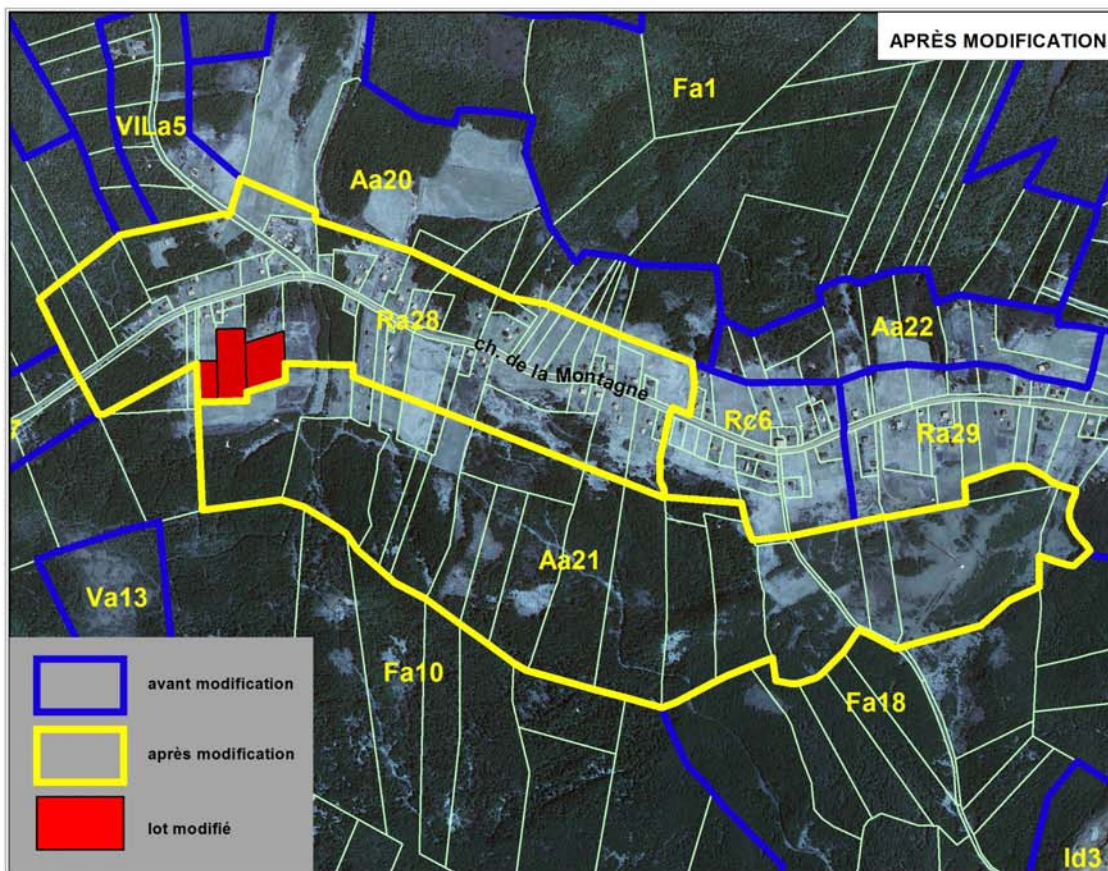 APRÈS MODIFICATION
Fa1
VILa5
Aa20
Ra28
Aa22
ch. de la Montagne
Rc6
Ra29
7
Aa21
Va13
Fa10
Fa18
avant modification
après modification
lot modifié
Id3